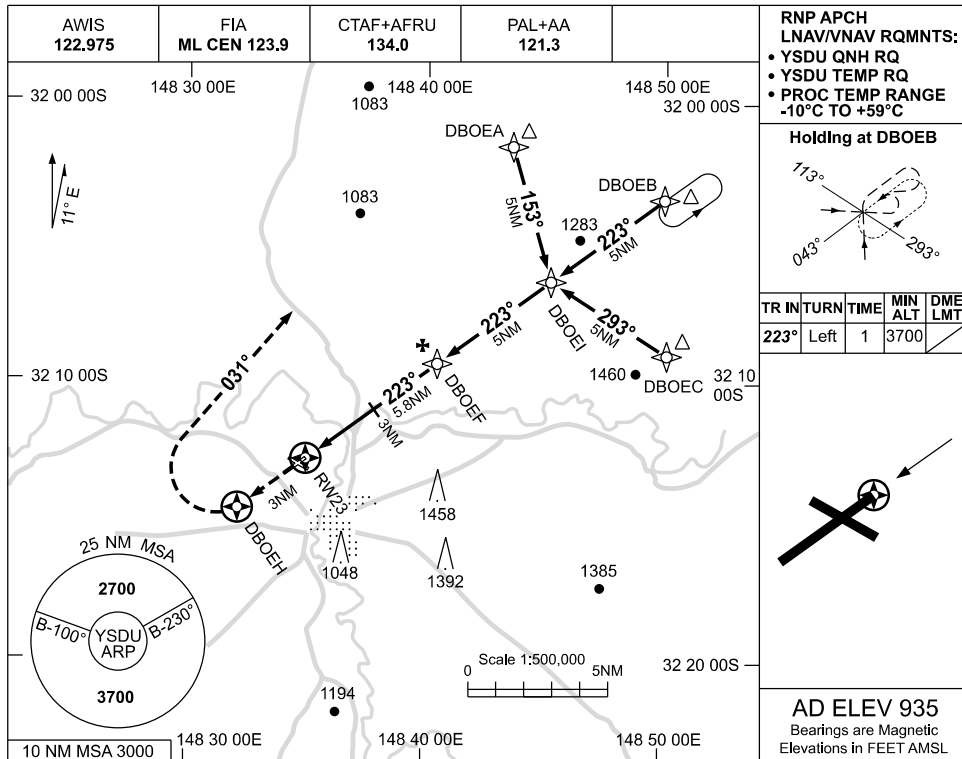 AWIS
122.975
FIA
ML CEN 123.9
CTAF+AFRU
134.0
PAL+AA
121.3
RNP APCH
LNAV/VNAV RQMNTS:
• YSDU QNH RQ
• YSDU TEMP RQ
• PROC TEMP RANGE
-10°C TO +59°C
Holding at DBOEB
113°
043°
293°
TR IN TURN TIME MIN ALT DME LMT
223° Left 1 3700
AD ELEV 935
Bearings are Magnetic
Elevations in FEET AMSL
148 30 00E
148 40 00E
148 50 00E
32 00 00S
32 00 00S
1083
DBOEA
11° E
1083
153°
5NM
DBOEB
1283
223°
5NM
223°
5NM
DBOEI
293°
5NM
DBOEC
1460
32 10 00S
32 10
00S
031°
223°
5.8NM
DBOEF
3NM
RW23
3NM
DBOEH
1458
1048
1392
1385
25 NM MSA
2700
B-100°
YSDU
ARP
B-230°
3700
Scale 1:500,000
0
5NM
32 20 00S
1194
10 NM MSA 3000
148 30 00E
148 40 00E
148 50 00E